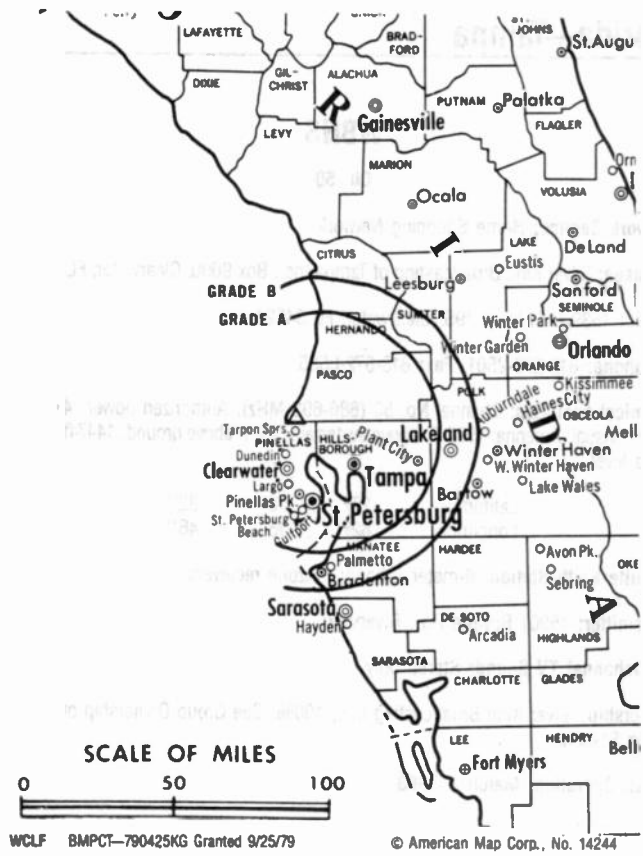 LAFAYETTE
UNION
BRAD-
FORD
JOHNS
St. Augu
DIXIE
GIL-
CHRIST
ALACHUA
PUTNAM
Palatka
R
Gainesville
FLAGLER
LEVY
MARION
VOLUSIA
Ocala
I
LAKE
DeLand
CITRUS
Eustis
GRADE B
Leesburg
Sanford
SEMINOLE
GRADE A
SUMTER
HERNANDO
Winter Park
Winter Garden
Orlando
ORANGE
PASCO
POLK
Kissimmee
Auburndale
Haines City
OSCEOLA
D
Mell
Tarpon Sprs.
PINELLAS
HILLS-
BOROUGH
Plant City
Lakeland
Dunedin
Winter Haven
Clearwater
Tampa
W. Winter Haven
Largo
Bartow
Lake Wales
Pinellas Pk.
St. Petersburg
St. Petersburg
Beach
Gulfport
MANATEE
HARDEE
Palmetto
Avon Pk.
OKE
Bradenton
Sebring
A
Sarasota
Hayden
DE SOTO
Arcadia
HIGHLANDS
SARASOTA
CHARLOTTE
GLADES
LEE
HENDRY
Bell
SCALE OF MILES
0 50 100
Fort Myers
WCLF BMPCT—790425KG Granted 9/25/79
© American Map Corp., No. 14244